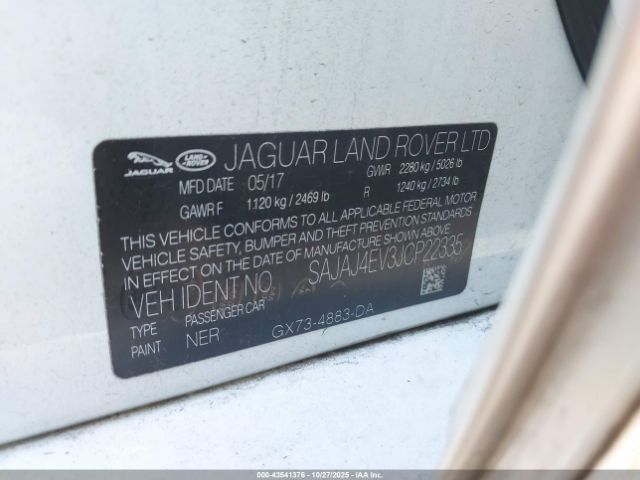 JAGUAR LAND ROVER JAGUAR LAND ROVER LTD
MFD DATE 05/17 GVWR 2280 kg / 5026 lb
GAWR F 1120 kg / 2469 lb R 1240 kg / 2734 lb
THIS VEHICLE CONFORMS TO ALL APPLICABLE FEDERAL MOTOR
VEHICLE SAFETY, BUMPER AND THEFT PREVENTION STANDARDS
IN EFFECT ON THE DATE OF MANUFACTURE SHOWN ABOVE.
VEH IDENT NO. SAJAJ4EV3JCP22335
TYPE PASSENGER CAR
PAINT NER GX73-4883-DA
000-43541376 | 10/27/2025 | IAAI.com